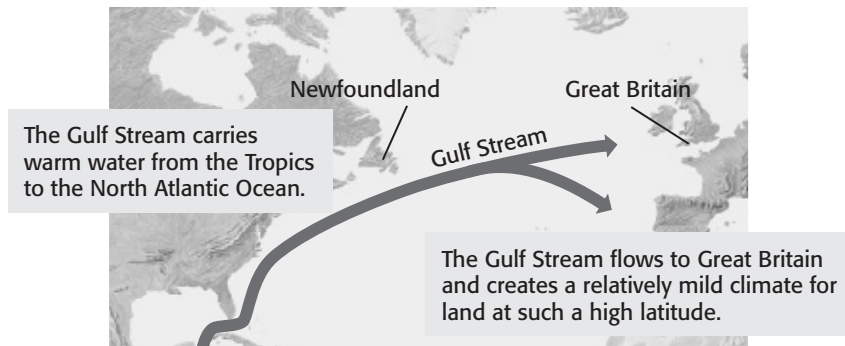 Newfoundland
Great Britain
The Gulf Stream carries
warm water from the Tropics
to the North Atlantic Ocean.
Gulf Stream
The Gulf Stream flows to Great Britain
and creates a relatively mild climate for
land at such a high latitude.